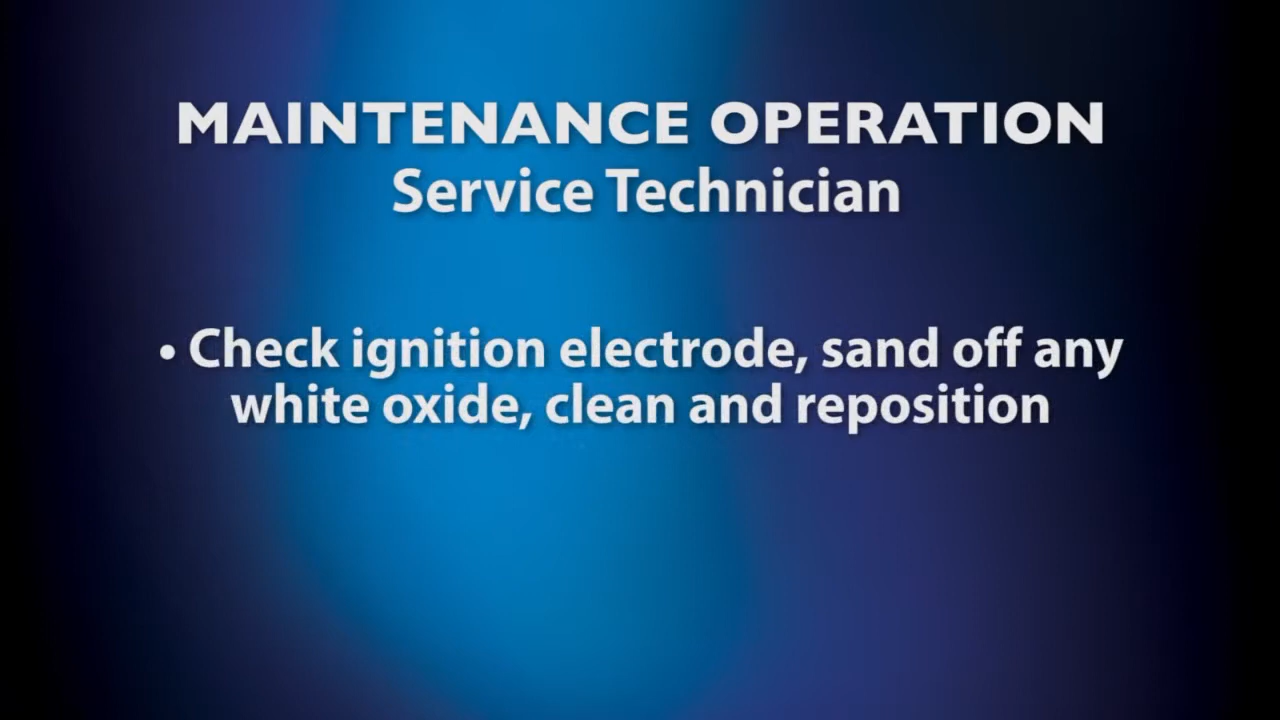 MAINTENANCE OPERATION
Service Technician
• Check ignition electrode, sand off any
white oxide, clean and reposition